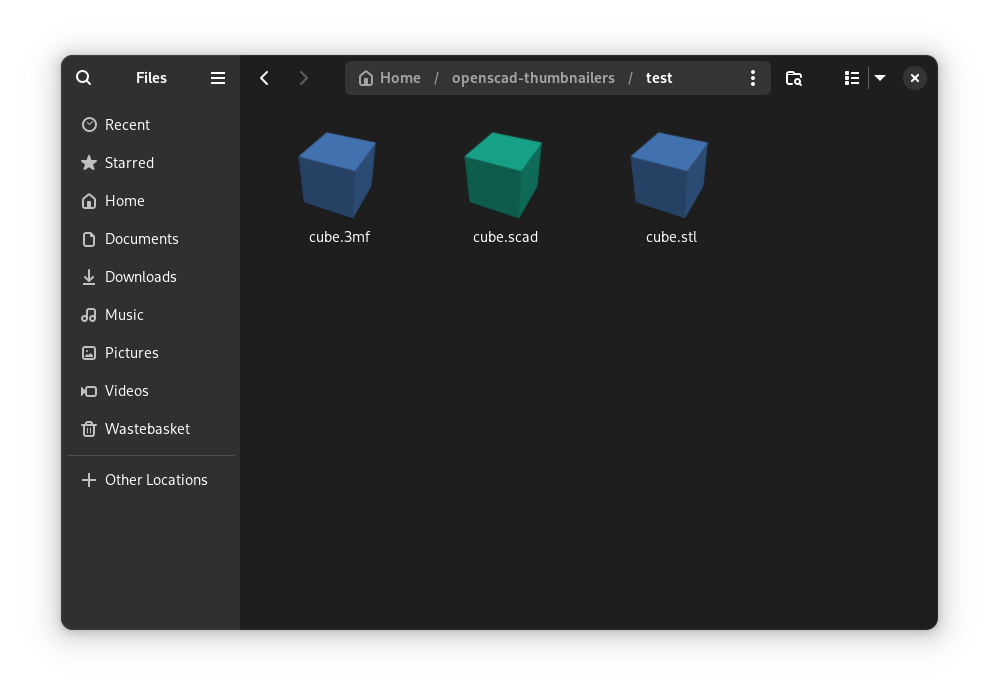 Files
Home / openscad-thumbnailers / test
Recent
Starred
Home
Documents
Downloads
Music
Pictures
Videos
Wastebasket
Other Locations
cube.3mf
cube.scad
cube.stl